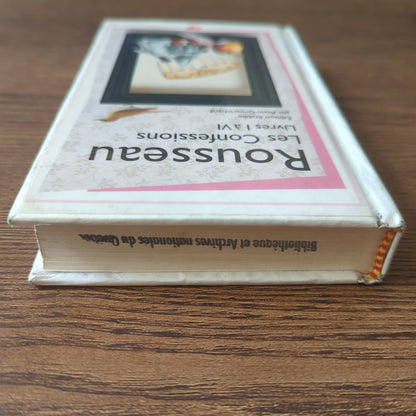 Rousseau
Les Confessions
Livres I à VI
Bibliothèque et Archives nationales du Québec